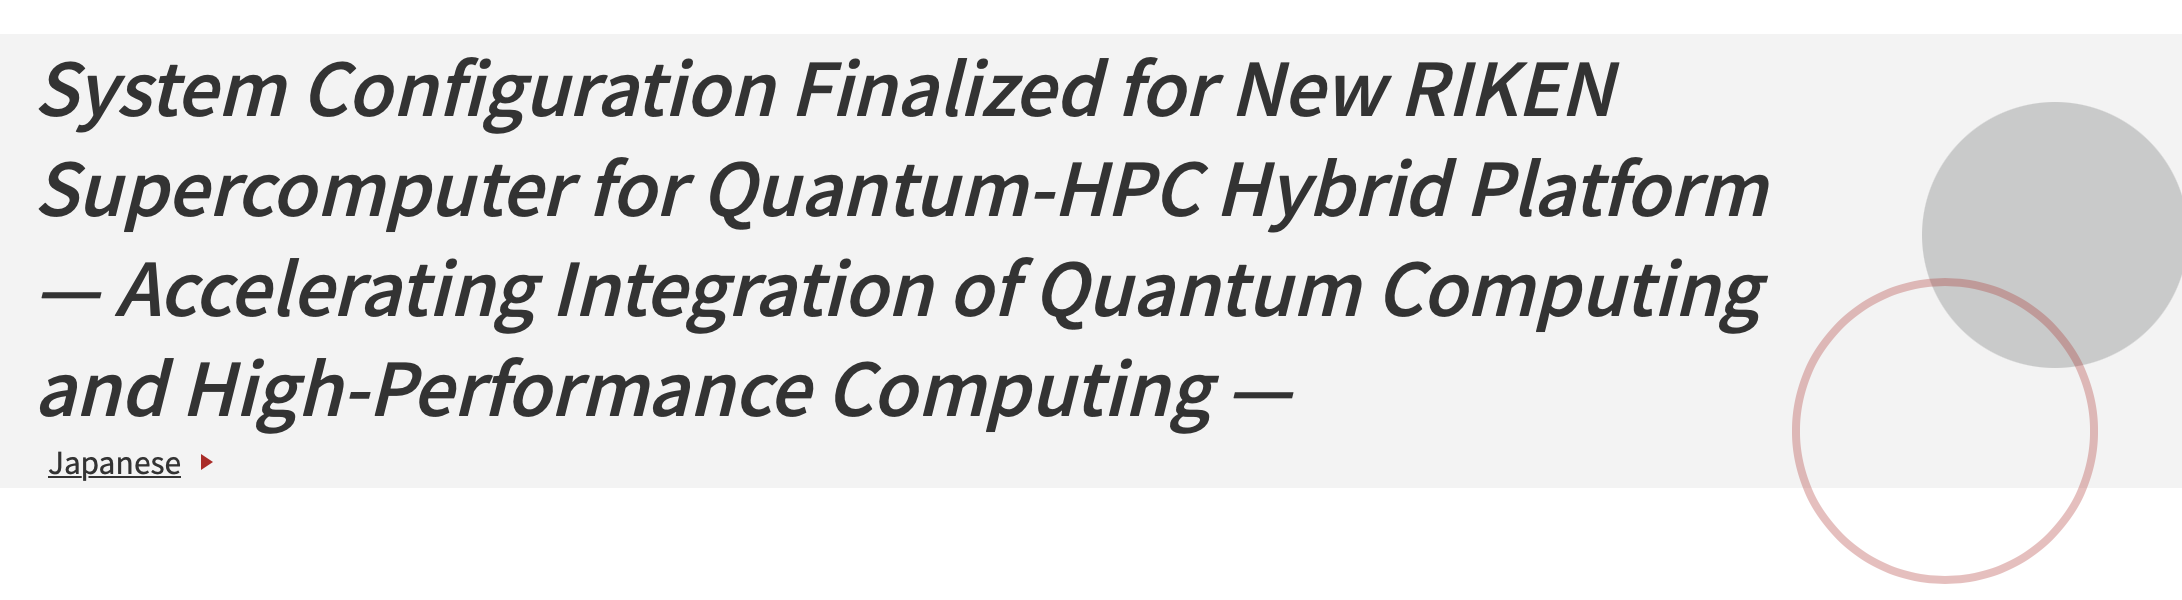 System Configuration Finalized for New RIKEN
Supercomputer for Quantum-HPC Hybrid Platform
— Accelerating Integration of Quantum Computing
and High-Performance Computing —
Japanese